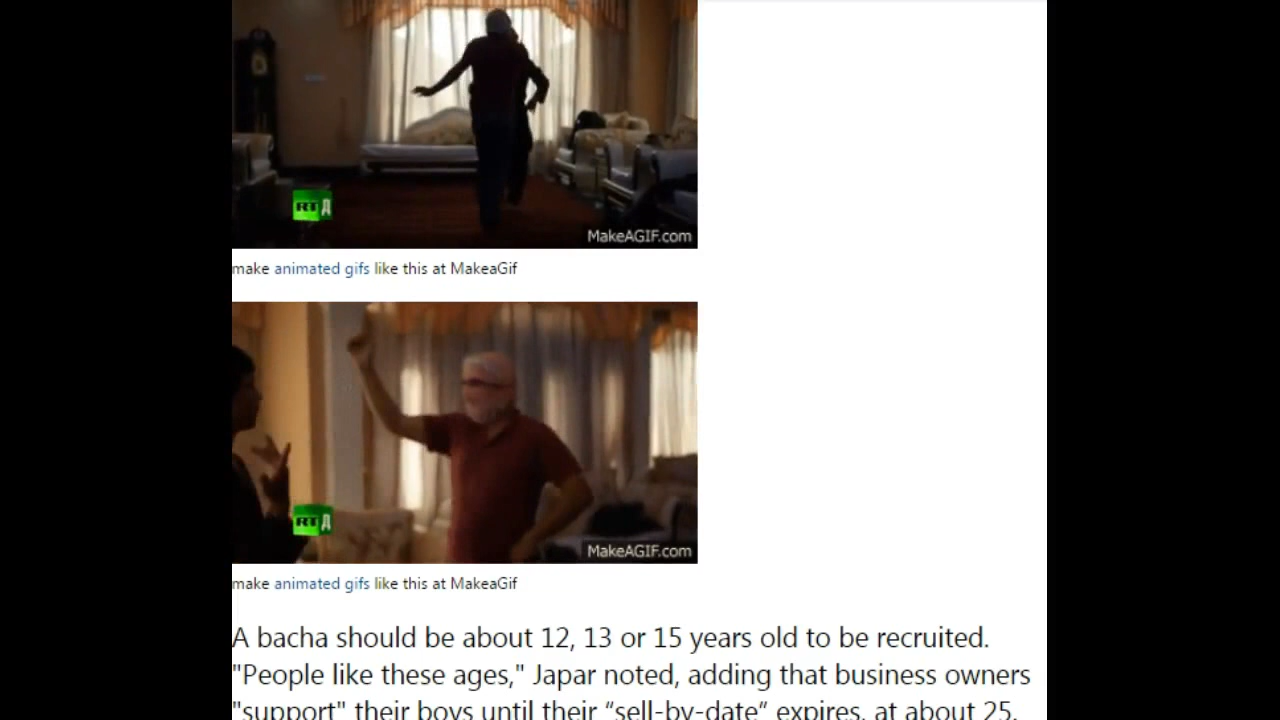 RT Д
MakeAGIF.com
make animated gifs like this at MakeaGif
RT Д
MakeAGIF.com
make animated gifs like this at MakeaGif
A bacha should be about 12, 13 or 15 years old to be recruited.
"People like these ages," Japar noted, adding that business owners
"support" their boys until their “sell-by-date” expires, at about 25.